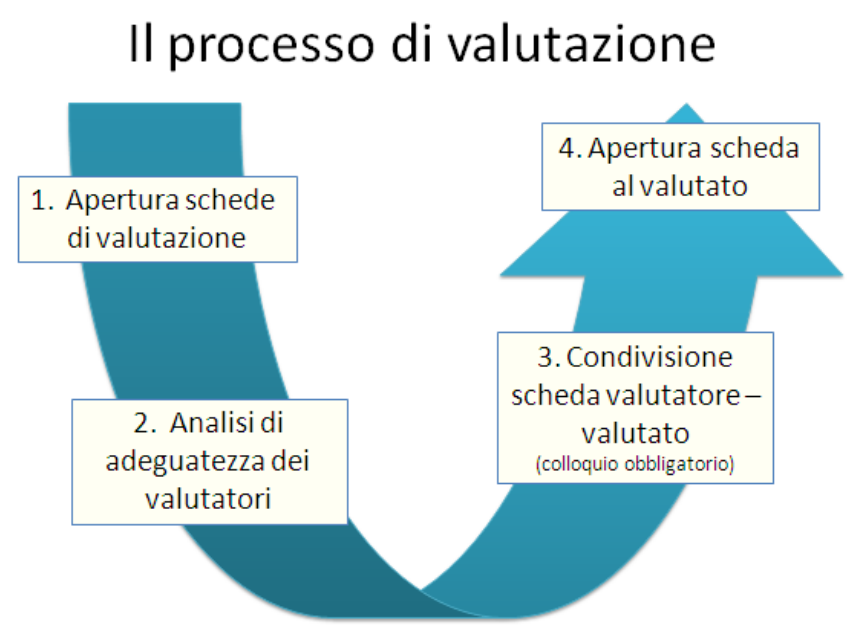 Il processo di valutazione
1. Apertura schede
di valutazione
2. Analisi di
adeguatezza dei
valutatori
3. Condivisione
scheda valutatore –
valutato
(colloquio obbligatorio)
4. Apertura scheda
al valutato